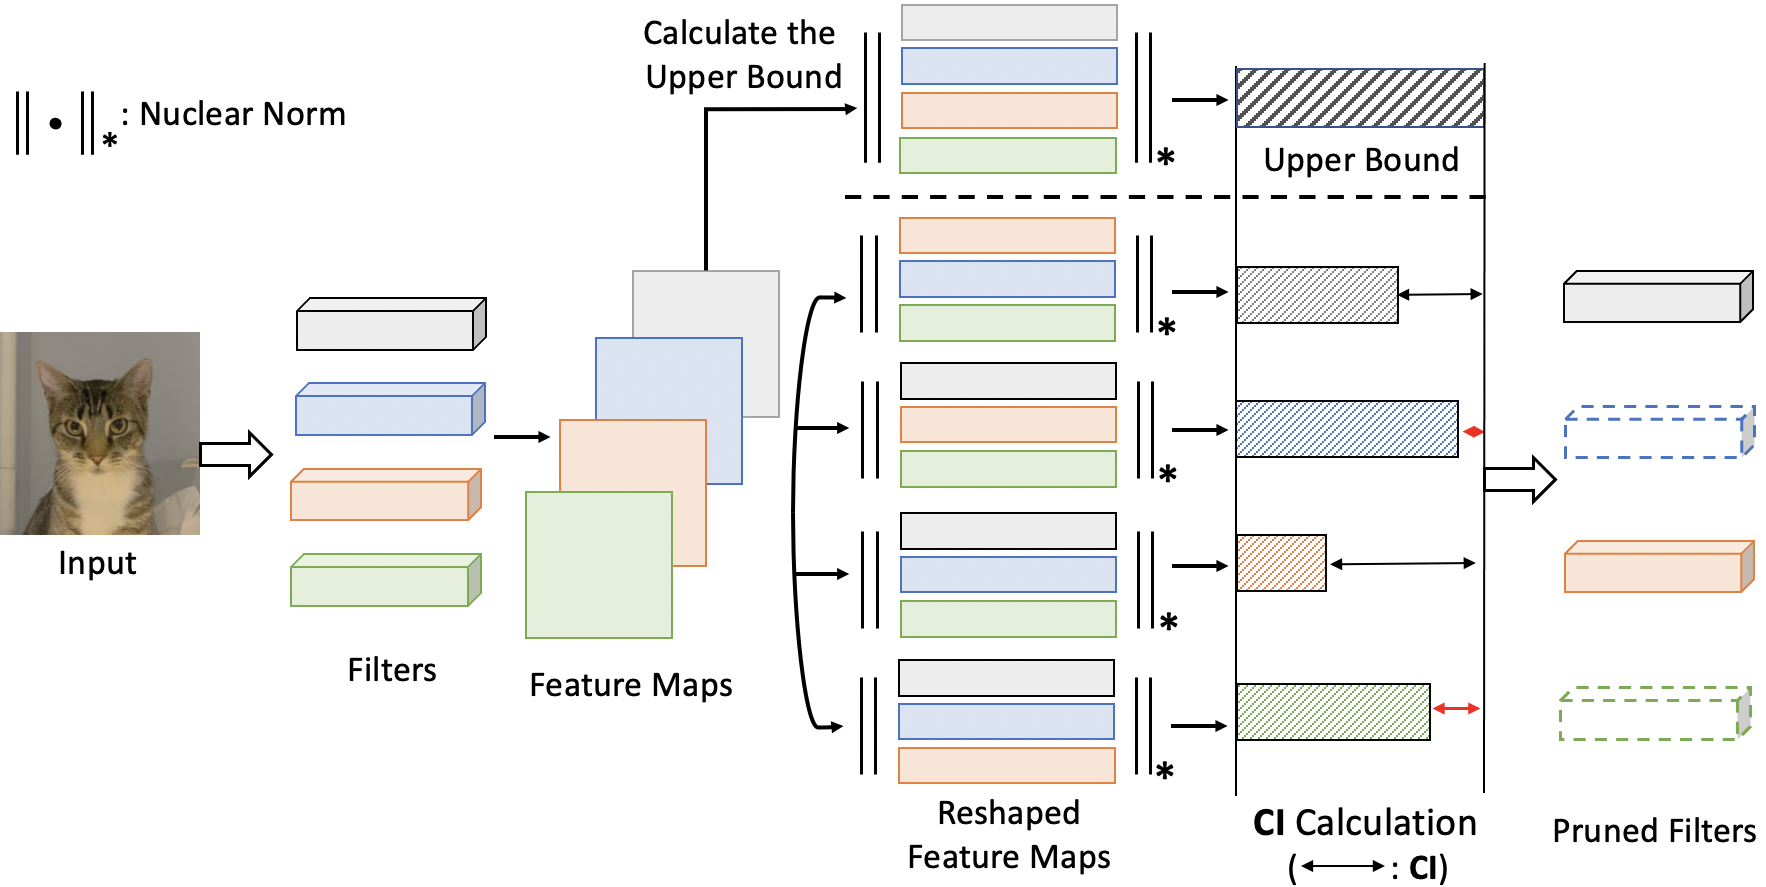 Calculate the
Upper Bound
‖ • ‖* : Nuclear Norm
*
Upper Bound
*
*
*
*
Input
Filters
Feature Maps
Reshaped
Feature Maps
CI Calculation
(⟷ : CI)
Pruned Filters